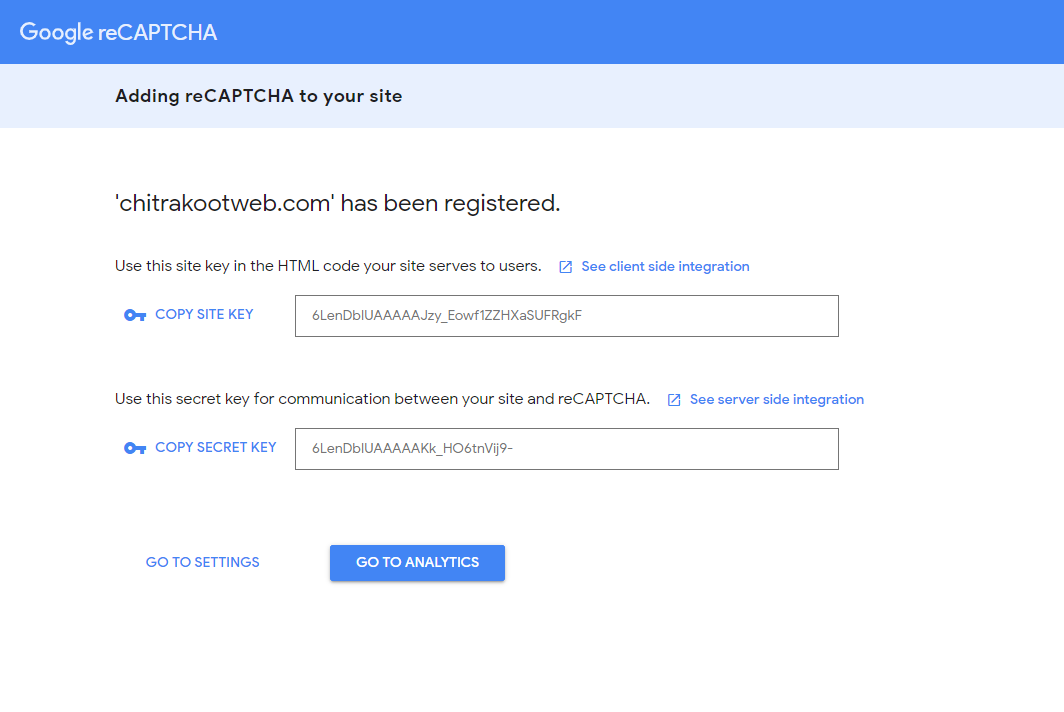 Google reCAPTCHA
Adding reCAPTCHA to your site
'chitrakootweb.com' has been registered.
Use this site key in the HTML code your site serves to users. See client side integration
COPY SITE KEY 6LenDbIUAAAAAJzy_Eowf1ZZHXaSUFRgkF
Use this secret key for communication between your site and reCAPTCHA. See server side integration
COPY SECRET KEY 6LenDbIUAAAAAKk_HO6tnVij9-
GO TO SETTINGS GO TO ANALYTICS